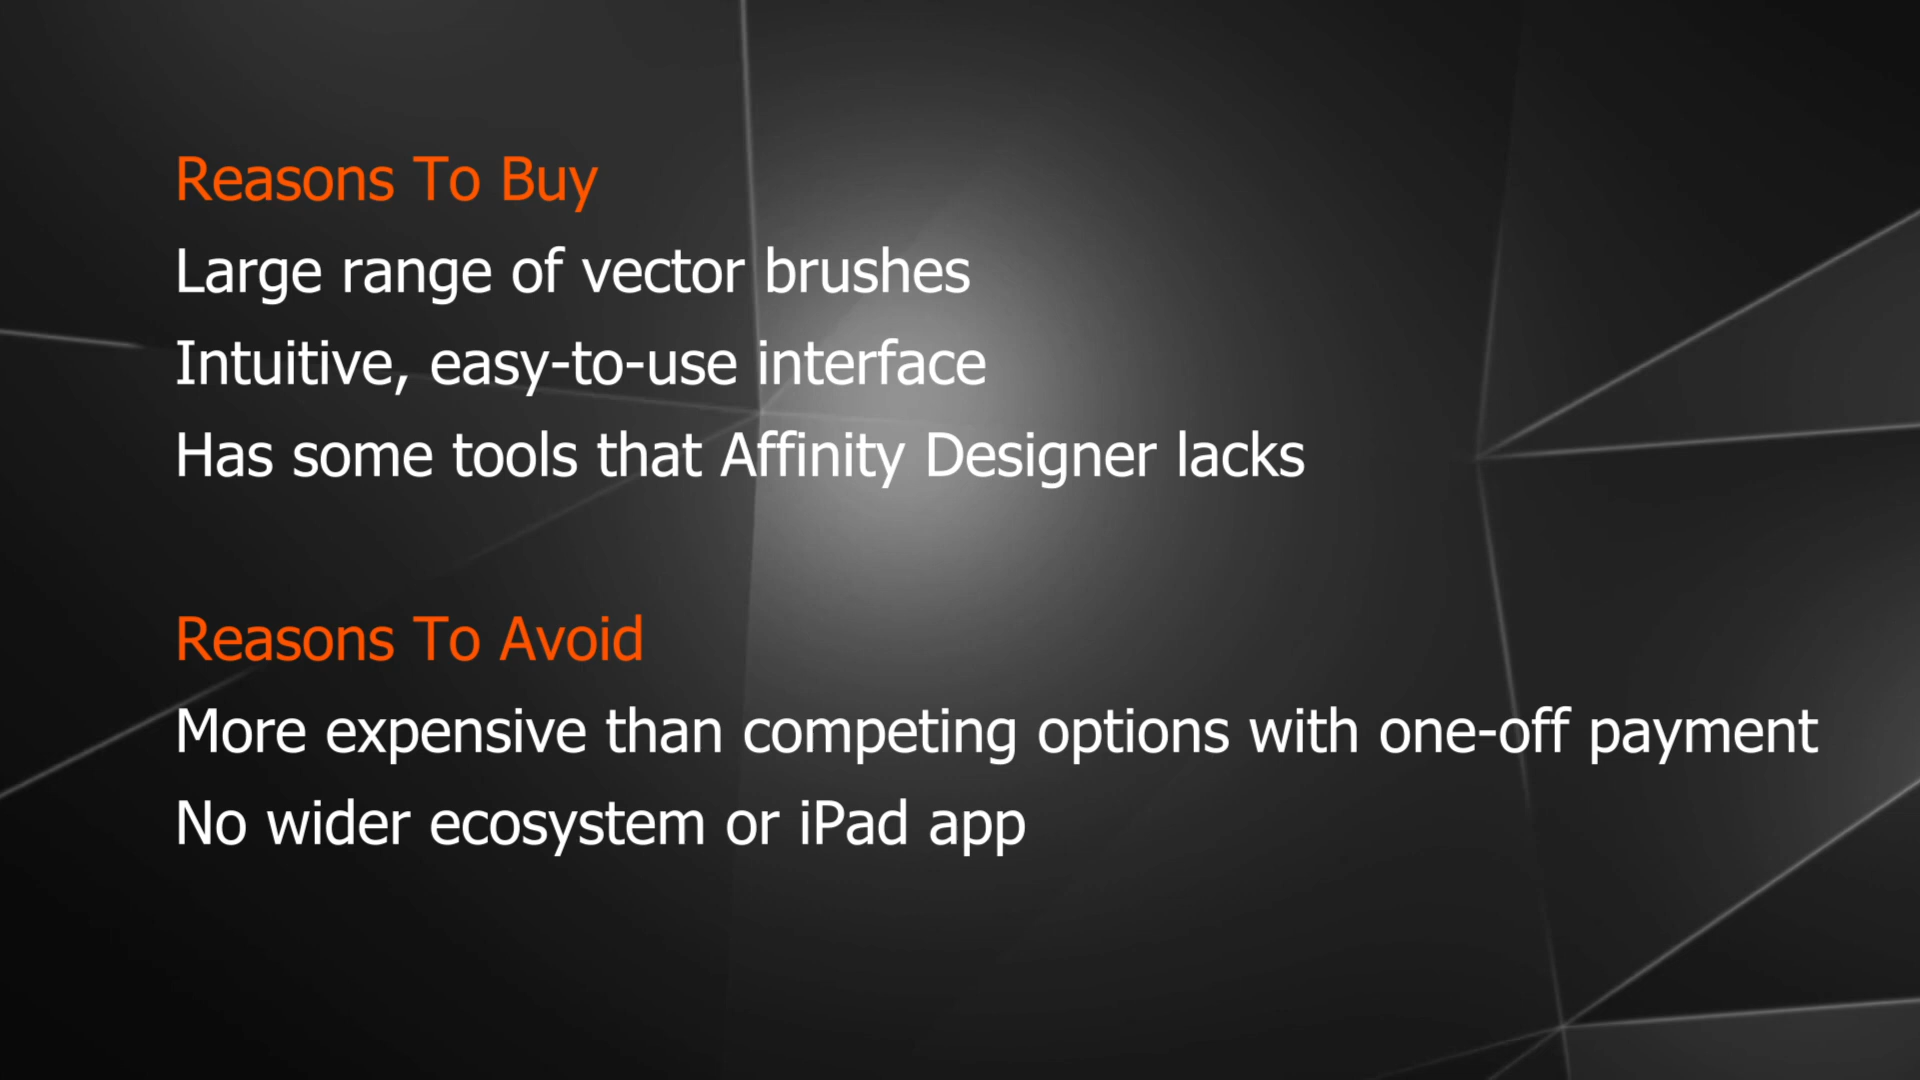 Reasons To Buy
Large range of vector brushes
Intuitive, easy-to-use interface
Has some tools that Affinity Designer lacks
Reasons To Avoid
More expensive than competing options with one-off payment
No wider ecosystem or iPad app